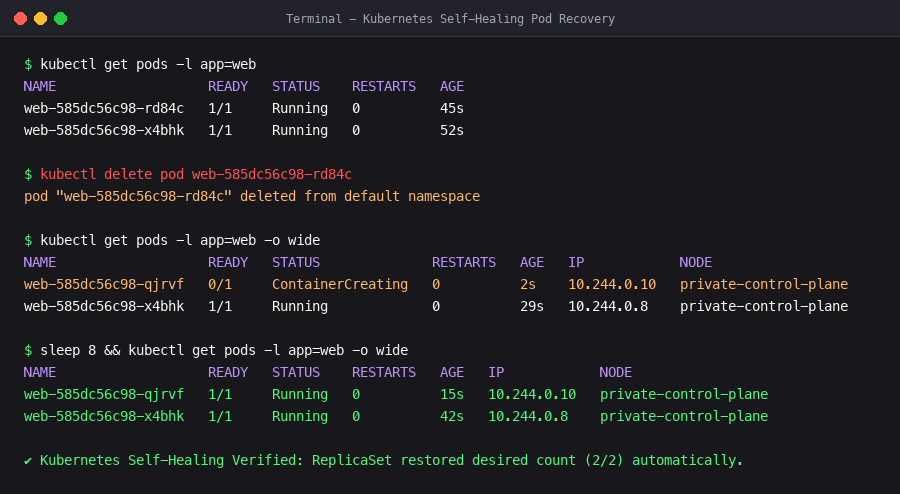 Terminal – Kubernetes Self-Healing Pod Recovery
$ kubectl get pods -l app=web
NAME READY STATUS RESTARTS AGE
web-585dc56c98-rd84c 1/1 Running 0 45s
web-585dc56c98-x4bhk 1/1 Running 0 52s
$ kubectl delete pod web-585dc56c98-rd84c
pod "web-585dc56c98-rd84c" deleted from default namespace
$ kubectl get pods -l app=web -o wide
NAME READY STATUS RESTARTS AGE IP NODE
web-585dc56c98-qjrvf 0/1 ContainerCreating 0 2s 10.244.0.10 private-control-plane
web-585dc56c98-x4bhk 1/1 Running 0 29s 10.244.0.8 private-control-plane
$ sleep 8 && kubectl get pods -l app=web -o wide
NAME READY STATUS RESTARTS AGE IP NODE
web-585dc56c98-qjrvf 1/1 Running 0 15s 10.244.0.10 private-control-plane
web-585dc56c98-x4bhk 1/1 Running 0 42s 10.244.0.8 private-control-plane
✔ Kubernetes Self-Healing Verified: ReplicaSet restored desired count (2/2) automatically.